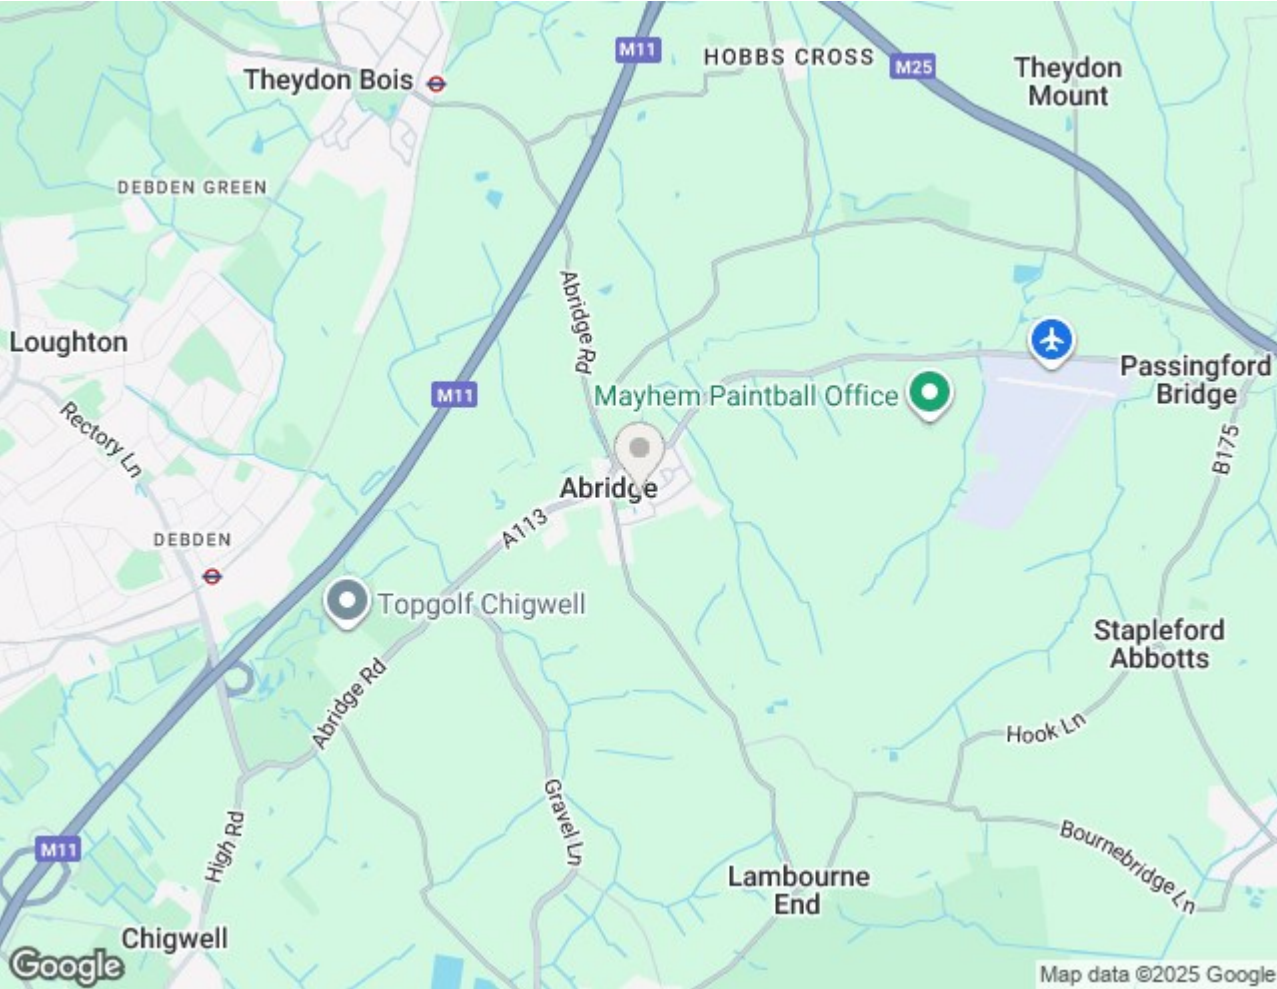 M11
HOBBS CROSS
M25
Theydon Bois
Theydon
Mount
DEBDEN GREEN
Abridge Rd
Loughton
M11
Mayhem Paintball Office
Passingford
Bridge
Rectory Ln
B175
Abridge
A113
DEBDEN
Topgolf Chigwell
Stapleford
Abbotts
Abridge Rd
Hook Ln
Gravel Ln
High Rd
M11
Bournebridge Ln
Lambourne
End
Chigwell
Google
Map data ©2025 Google